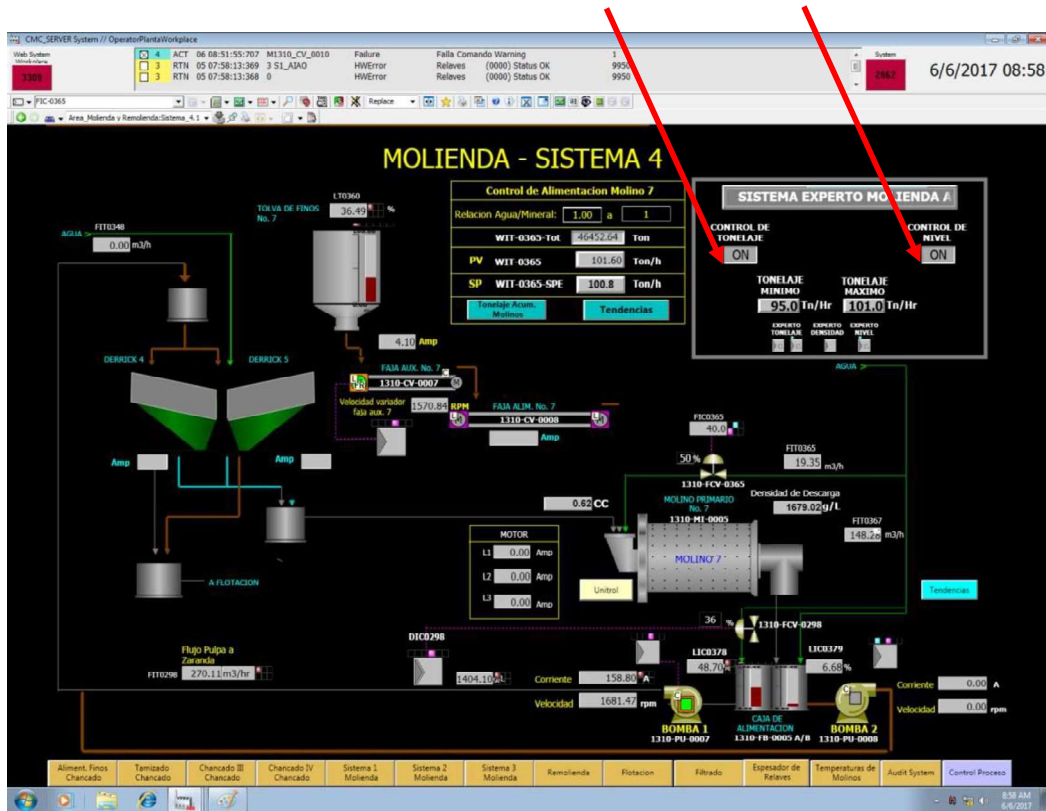 CMC_SERVER System // OperatorPlantaWorkplace
Web System
Workplace
3309
4 ACT 06 08:51:55:707 M1310_CV_0010 Failure Falla Comando Warning 1
3 RTN 05 07:58:13:369 3 S1_AIAO HWError Relaves (0000) Status OK 9950
3 RTN 05 07:58:13:368 0 HWError Relaves (0000) Status OK 9950
System
2862
6/6/2017 08:58
FIC-0365
Replace
Area_Molienda y Remolienda:Sistema_4.1
MOLIENDA - SISTEMA 4
Control de Alimentacion Molino 7
Relacion Agua/Mineral: 1.00 a 1
WIT-0365-Tot 46452.64 Ton
PV WIT-0365 101.60 Ton/h
SP WIT-0365-SPE 100.8 Ton/h
Tonelaje Acum. Molinos
Tendencias
SISTEMA EXPERTO MOLIENDA A
CONTROL DE TONELAJE
ON
CONTROL DE NIVEL
ON
TONELAJE MINIMO
95.0 Tn/Hr
TONELAJE MAXIMO
101.0 Tn/Hr
EXPERTO TONELAJE
EXPERTO DENSIDAD
EXPERTO NIVEL
LT0360
TOLVA DE FINOS No. 7
36.49 %
FIT0348
AGUA >
0.00 m3/h
4.10 Amp
DERRICK 4
DERRICK 5
FAJA AUX. No. 7
C
1310-CV-0007
M
Velocidad variador faja aux. 7
1570.84 RPM
FAJA ALIM. No. 7
1310-CV-0008
Amp
Amp
Amp
AGUA >
FIC0365
40.0
50 %
1310-FCV-0365
FIT0365
19.35 m3/h
0.62 CC
MOLINO PRIMARIO No. 7
1310-MI-0005
MOLINO 7
Densidad de Descarga
1679.02 g/L
FIT0367
148.26 m3/h
MOTOR
L1 0.00 Amp
L2 0.00 Amp
L3 0.00 Amp
Unitrol
Tendencias
A FLOTACION
36 %
1310-FCV-0298
Flujo Pulpa a Zaranda
FIT0298 270.11 m3/hr
DIC0298
1404.10
LIC0378
48.70
LIC0379
6.68 %
Corriente 158.80 A
Velocidad 1681.47 rpm
C
BOMBA 1
1310-PU-0007
CAJA DE ALIMENTACION
1310-FB-0005 A/B
C
BOMBA 2
1310-PU-0008
Corriente 0.00 A
Velocidad 0.00 rpm
Aliment. Finos Chancado
Tamizado Chancado
Chancado III Chancado
Chancado IV Chancado
Sistema 1 Molienda
Sistema 2 Molienda
Sistema 3 Molienda
Remolienda
Flotacion
Filtrado
Espesador de Relaves
Temperaturas de Molinos
Audit System
Control Proceso
8:58 AM
6/6/2017